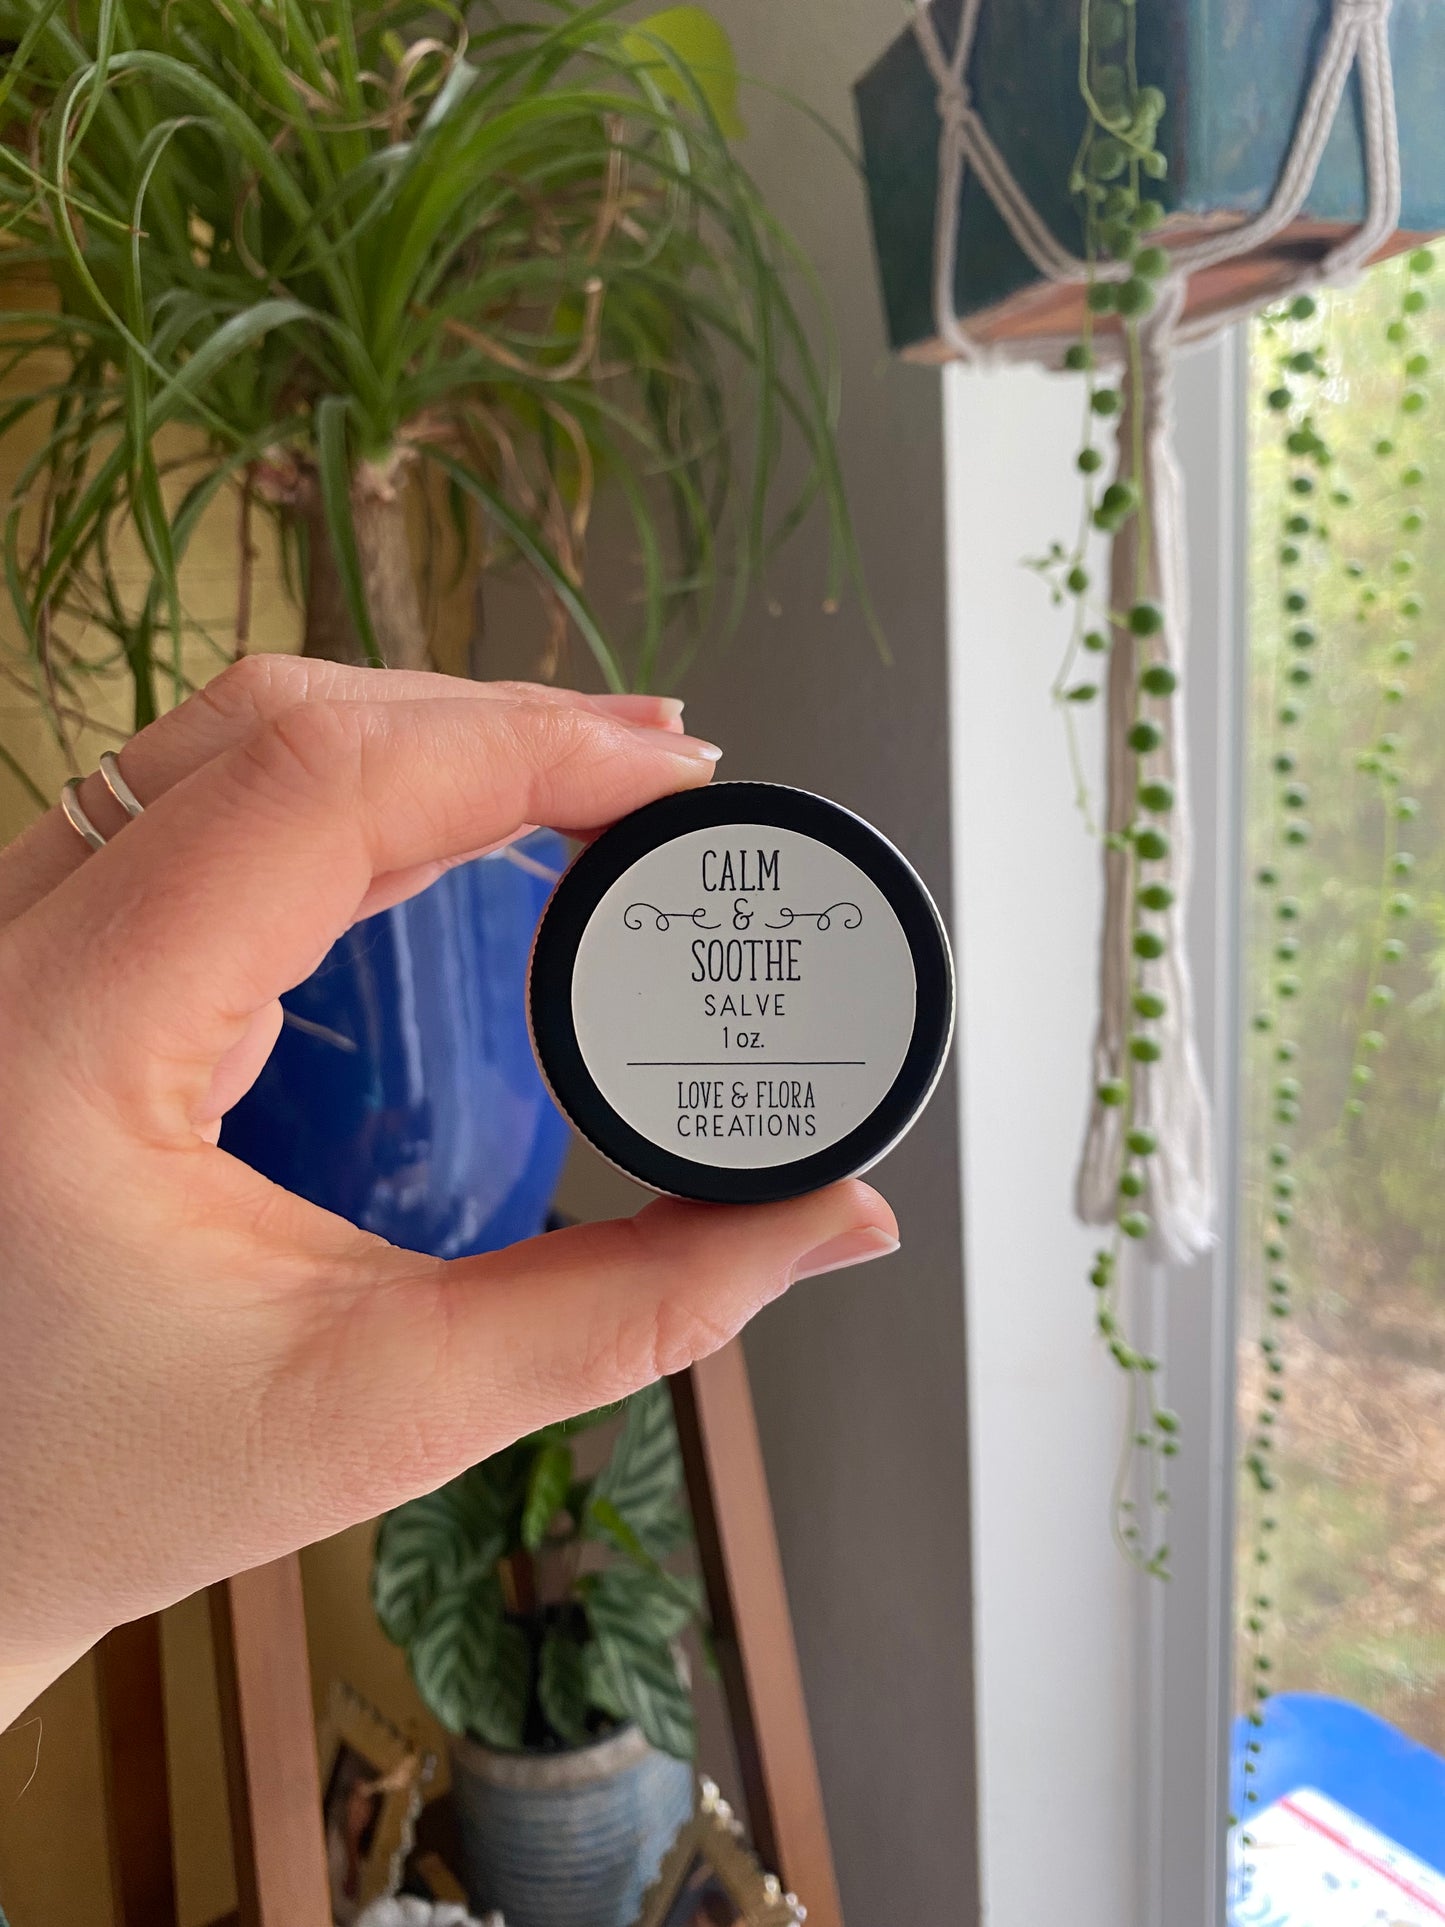 CALM
&
SOOTHE
SALVE
1 oz.
LOVE & FLORA
CREATIONS